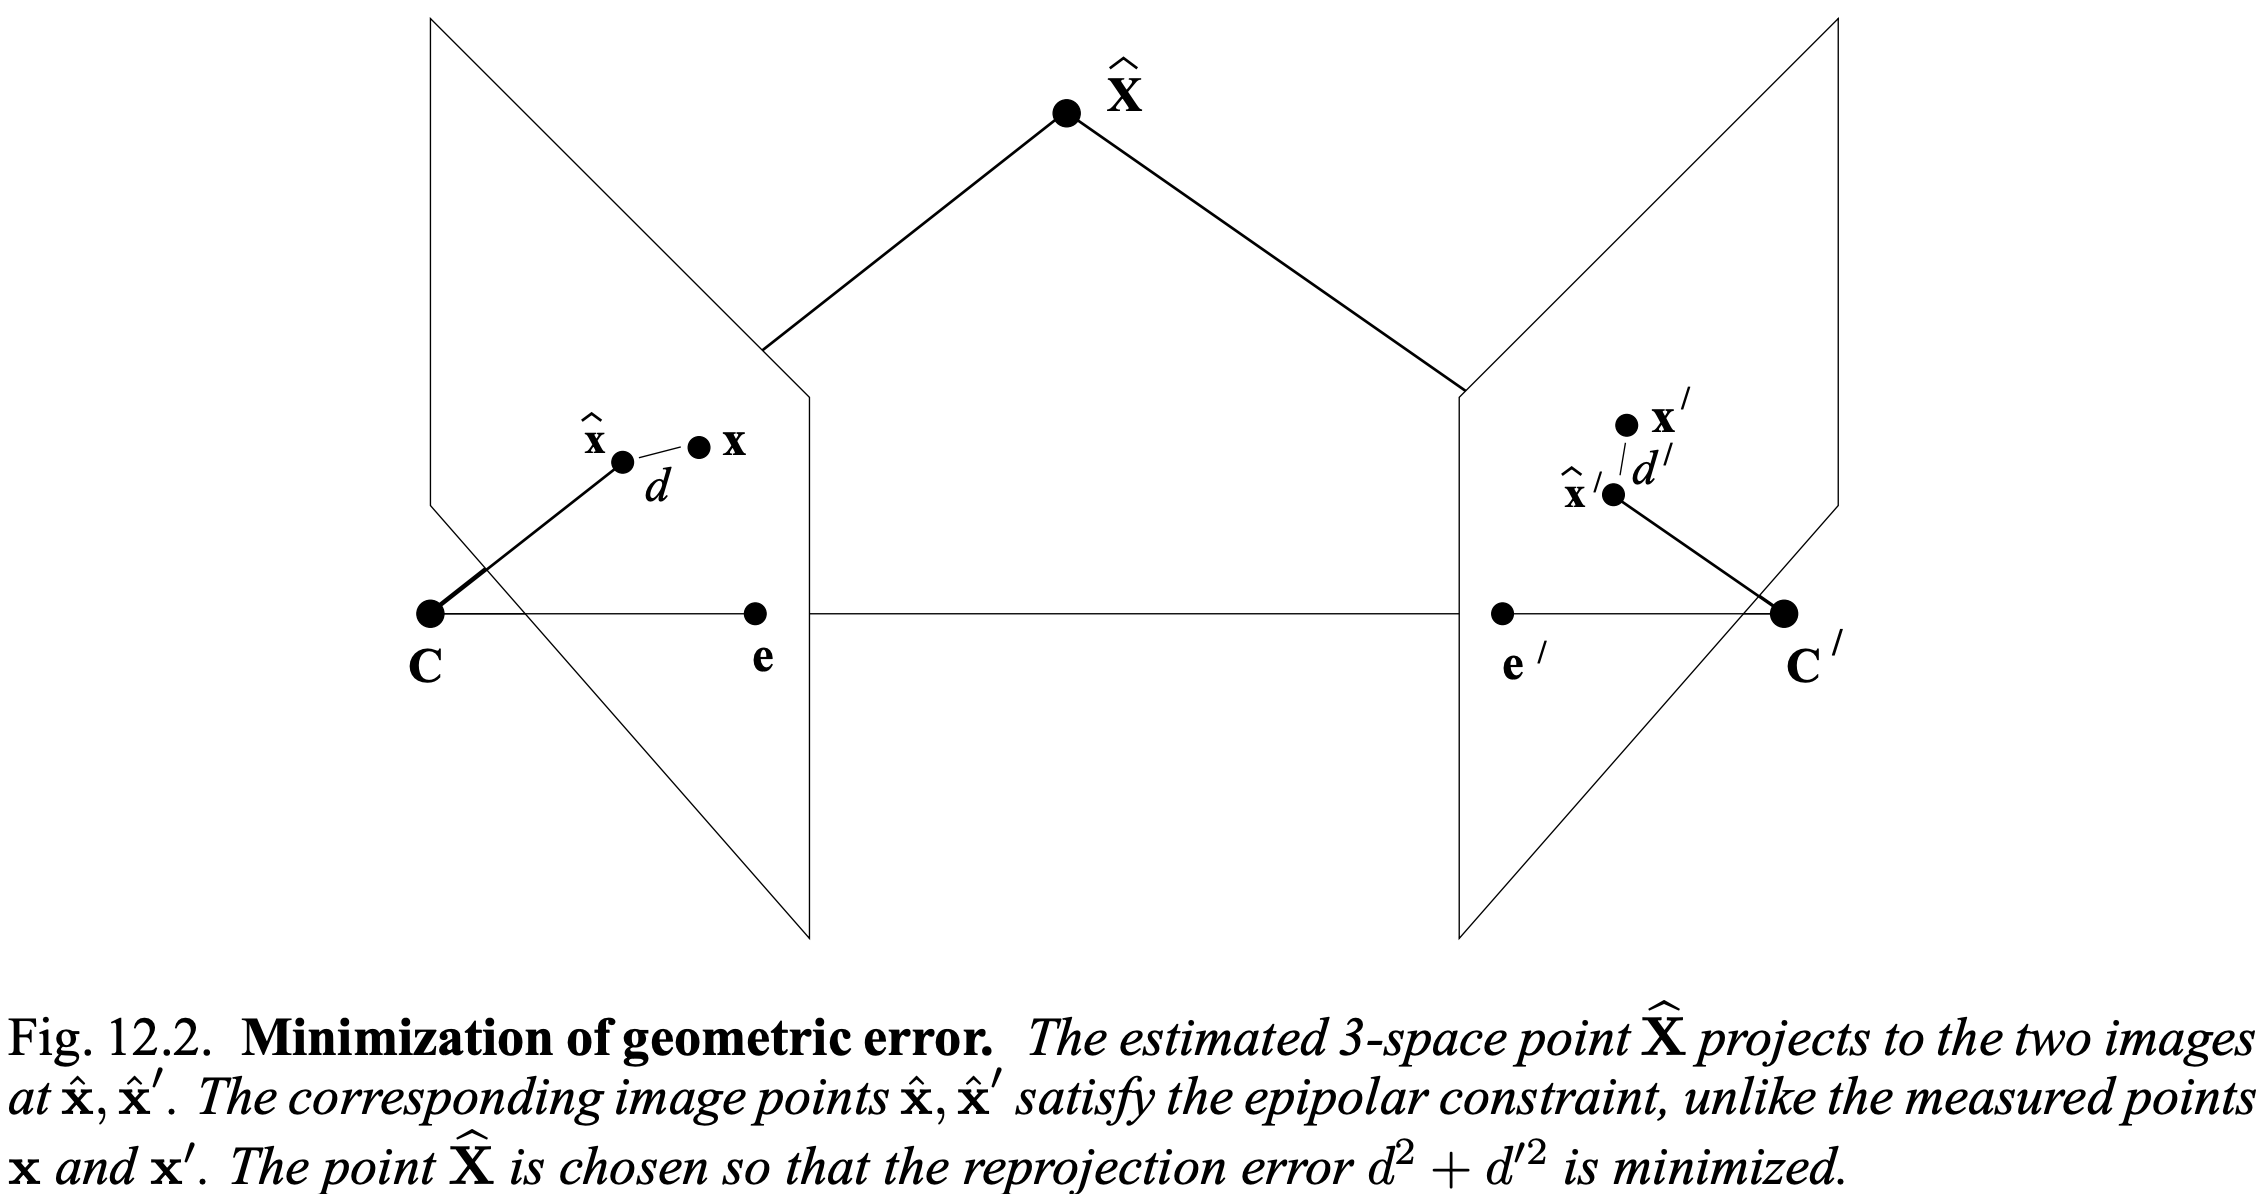 X̂
x̂
x
d
x′
d′
x̂′
C
e
e′
C′
Fig. 12.2. Minimization of geometric error. The estimated 3-space point X̂ projects to the two images
at x̂, x̂′. The corresponding image points x̂, x̂′ satisfy the epipolar constraint, unlike the measured points
x and x′. The point X̂ is chosen so that the reprojection error d² + d′² is minimized.